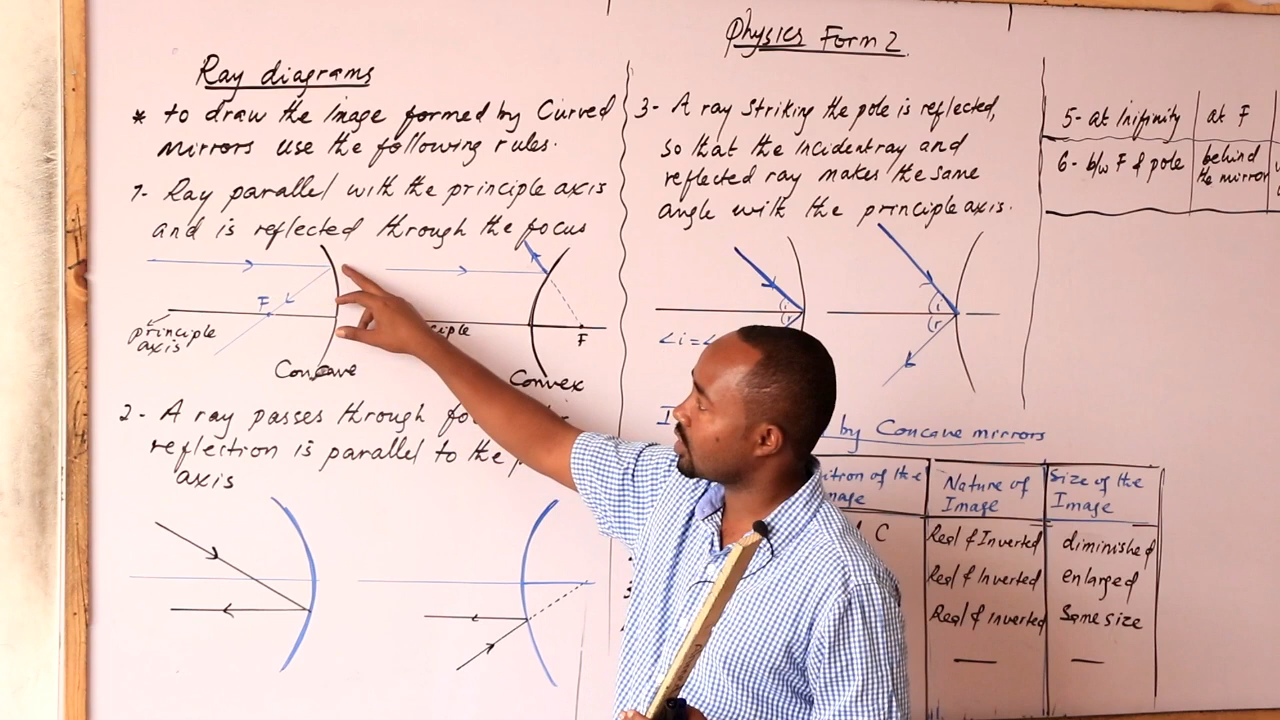 Physics Form 2.
Ray diagrams
* to draw the Image formed by Curved
mirrors use the following rules.
1- Ray parallel with the principle axis
and is reflected through the focus
F
principle
axis
Concave
F
Convex
2- A ray passes through
reflection is parallel to the
axis
3- A ray striking the pole is reflected,
so that the incident ray and
reflected ray makes the same
angle with the principle axis.
i
r
i
r
∠i =
by Concave mirrors
of the
Nature of
Image
Size of the
Image
C
Real & Inverted
diminished
Real & Inverted
enlarged
Real & inverted
Same size
—
—
5- at Inifinity
at F
6- b/w F & pole
behind
the mirror